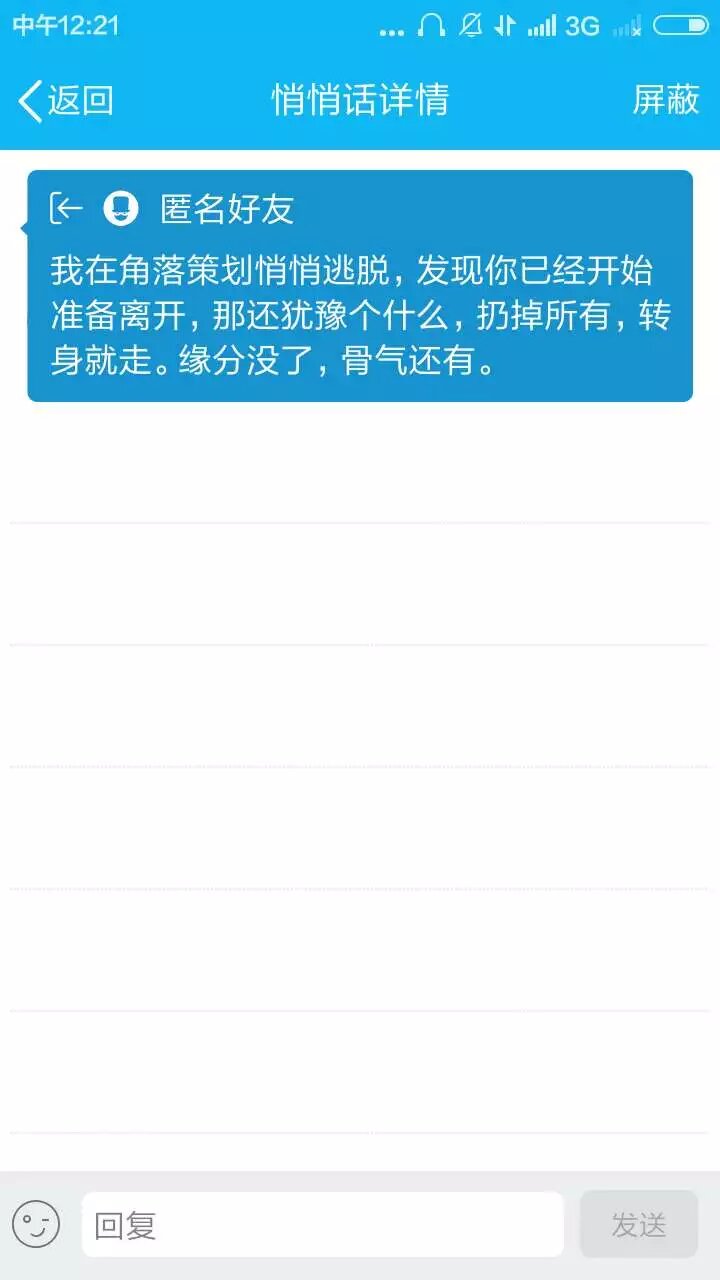 中午12:21 ... 3G
返回 悄悄话详情 屏蔽
匿名好友
我在角落策划悄悄逃脱，发现你已经开始
准备离开，那还犹豫个什么，扔掉所有，转
身就走。缘分没了，骨气还有。
回复 发送